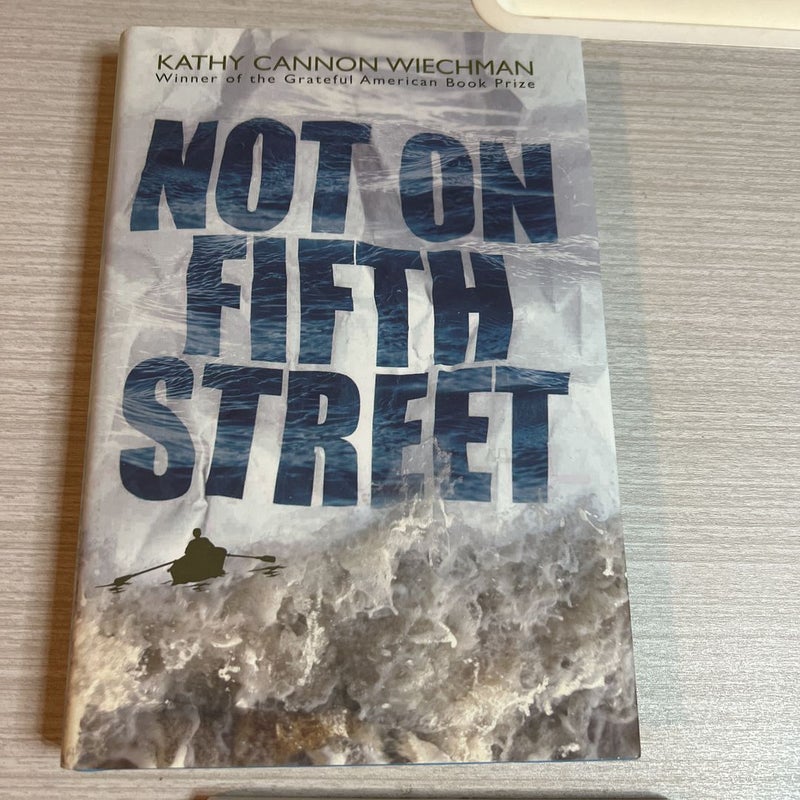 KATHY CANNON WIECHMAN
Winner of the Grateful American Book Prize
NOT ON
FIFTH
STREET